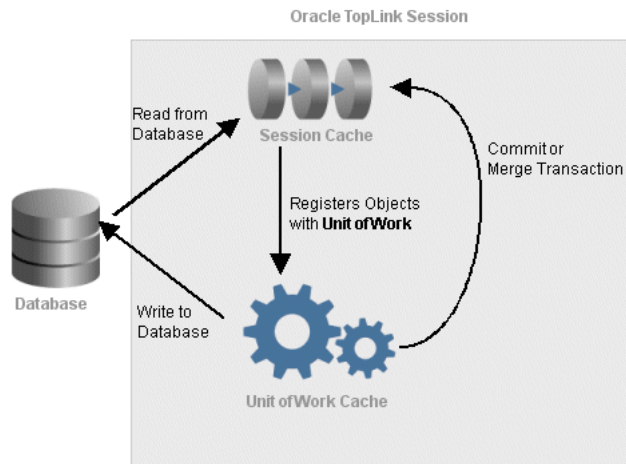 Oracle TopLink Session
Read from
Database
Session Cache
Commit or
Merge Transaction
Registers Objects
with Unit of Work
Database
Write to
Database
Unit of Work Cache